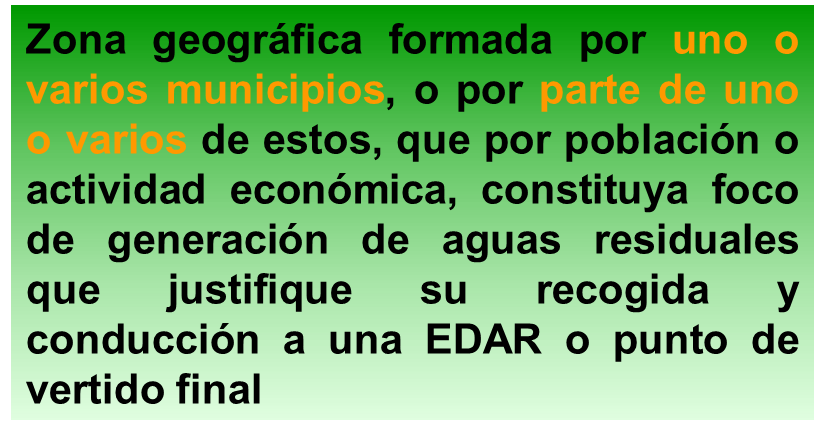 Zona geográfica formada por uno o
varios municipios, o por parte de uno
o varios de estos, que por población o
actividad económica, constituya foco
de generación de aguas residuales
que justifique su recogida y
conducción a una EDAR o punto de
vertido final